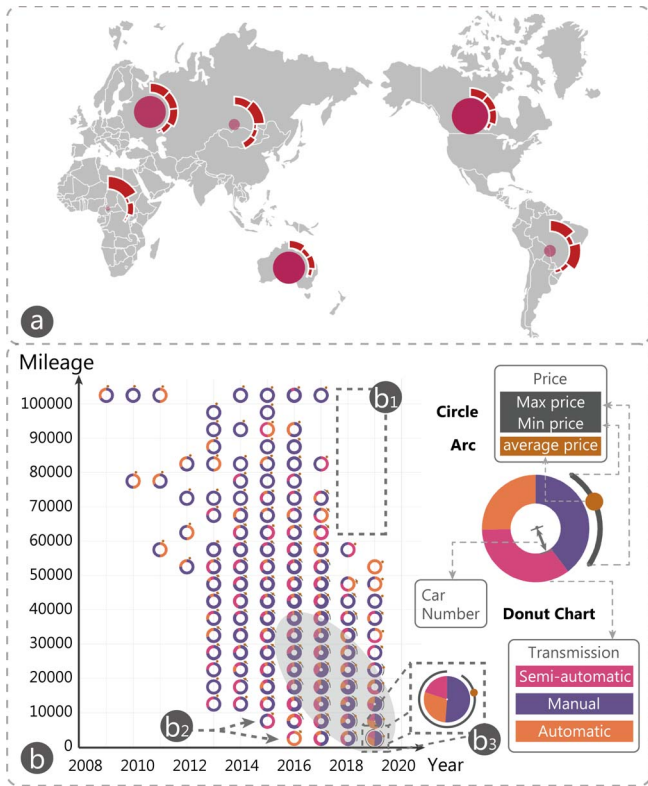 a
Mileage
100000
90000
80000
70000
60000
50000
40000
30000
20000
10000
0
2008
2010
2012
2014
2016
2018
2020
Year
b1
b2
b3
b
Price
Circle
Max price
Min price
Arc
average price
Car
Number
Donut Chart
Transmission
Semi-automatic
Manual
Automatic